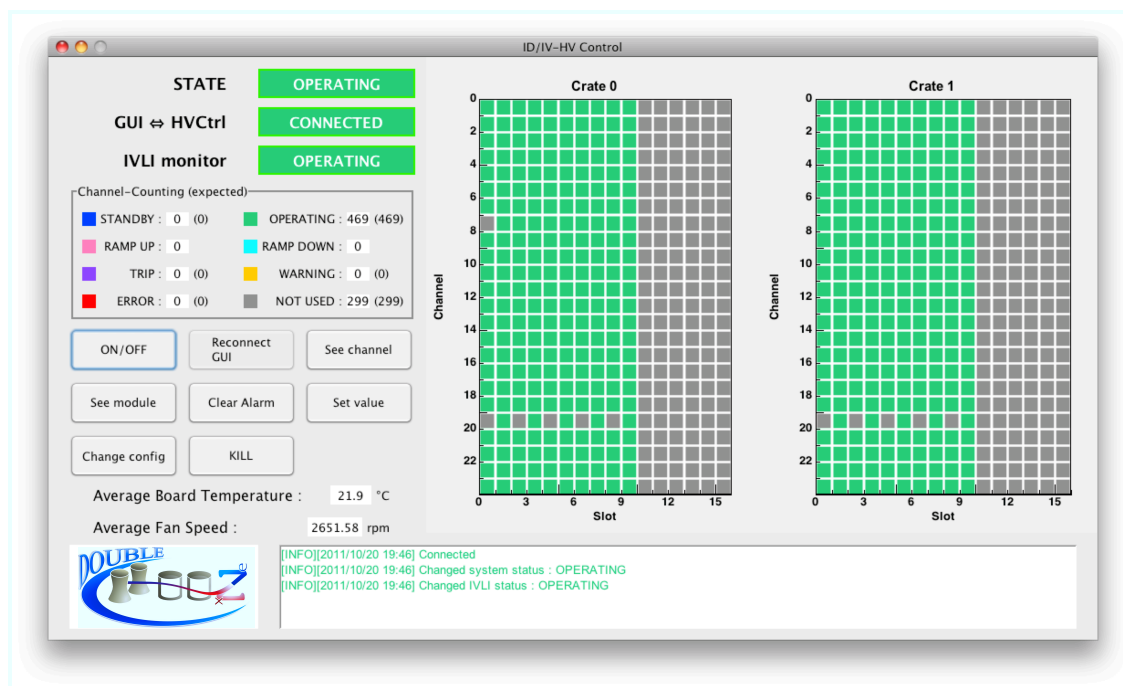 ID/IV-HV Control
STATE OPERATING
GUI ⇔ HVCtrl CONNECTED
IVLI monitor OPERATING
Channel-Counting (expected)
STANDBY : 0 (0) OPERATING : 469 (469)
RAMP UP : 0 RAMP DOWN : 0
TRIP : 0 (0) WARNING : 0 (0)
ERROR : 0 (0) NOT USED : 299 (299)
ON/OFF Reconnect GUI See channel
See module Clear Alarm Set value
Change config KILL
Average Board Temperature : 21.9 °C
Average Fan Speed : 2651.58 rpm
Crate 0
Channel
0
2
4
6
8
10
12
14
16
18
20
22
0 3 6 9 12 15
Slot
Crate 1
Channel
0
2
4
6
8
10
12
14
16
18
20
22
0 3 6 9 12 15
Slot
DOUBLE
[INFO][2011/10/20 19:46] Connected
[INFO][2011/10/20 19:46] Changed system status : OPERATING
[INFO][2011/10/20 19:46] Changed IVLI status : OPERATING